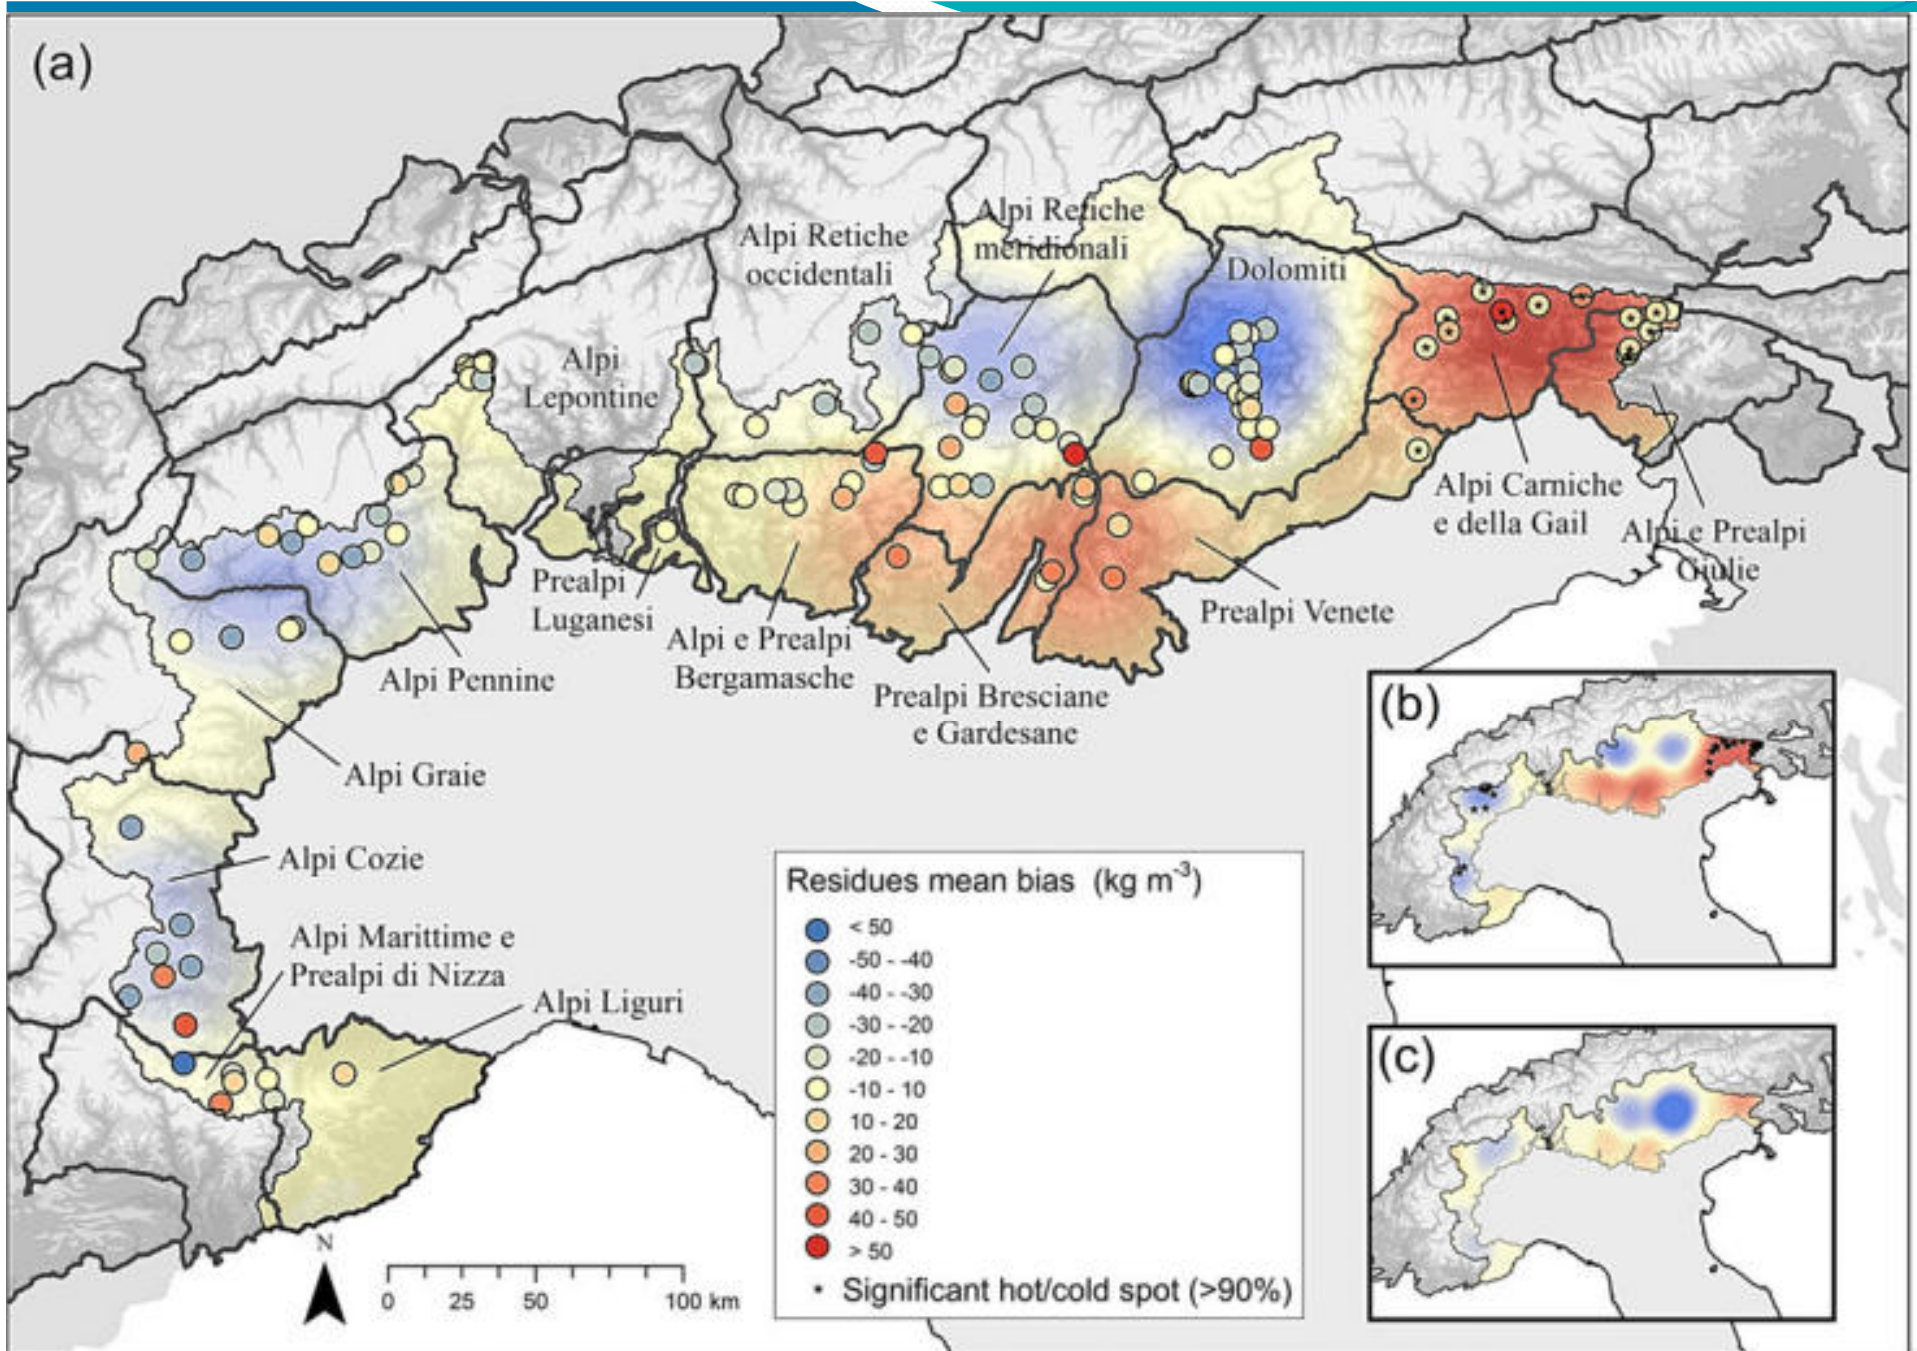 (a)
Alpi Retiche
meridionali
Alpi Retiche
occidentali
Dolomiti
Alpi
Lepontine
Alpi Carniche
e della Gail
Alpi e Prealpi
Giulie
Prealpi
Luganesi
Alpi e Prealpi
Bergamasche
Prealpi Venete
Prealpi Bresciane
e Gardesane
Alpi Pennine
Alpi Graie
Alpi Cozie
Alpi Marittime e
Prealpi di Nizza
Alpi Liguri
(b)
(c)
Residues mean bias (kg m-3)
< 50
-50 - -40
-40 - -30
-30 - -20
-20 - -10
-10 - 10
10 - 20
20 - 30
30 - 40
40 - 50
> 50
* Significant hot/cold spot (>90%)
N
0 25 50 100 km